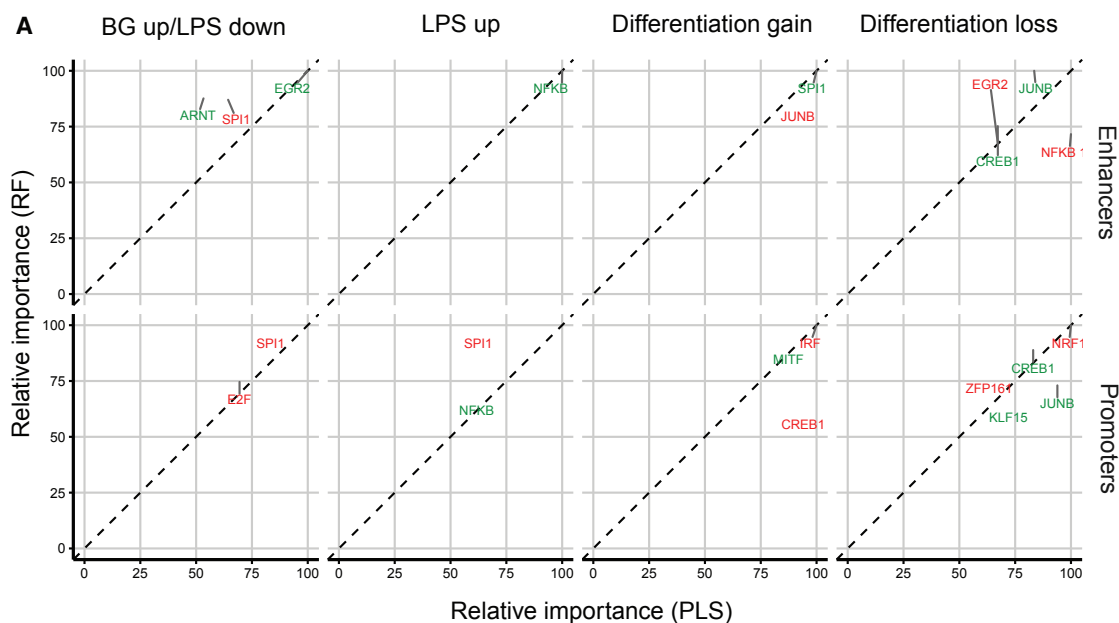 A
BG up/LPS down
LPS up
Differentiation gain
Differentiation loss
Relative importance (RF)
100
75
50
25
0
EGR2
ARNT
SPI1
NFKB
SPI1
JUNB
EGR2
JUNB
CREB1
NFKB 1
Enhancers
100
75
50
25
0
SPI1
E2F
SPI1
NFKB
IRF
MITF
CREB1
NRF1
CREB1
ZFP161
JUNB
KLF15
Promoters
0 25 50 75 100
0 25 50 75 100
0 25 50 75 100
0 25 50 75 100
Relative importance (PLS)